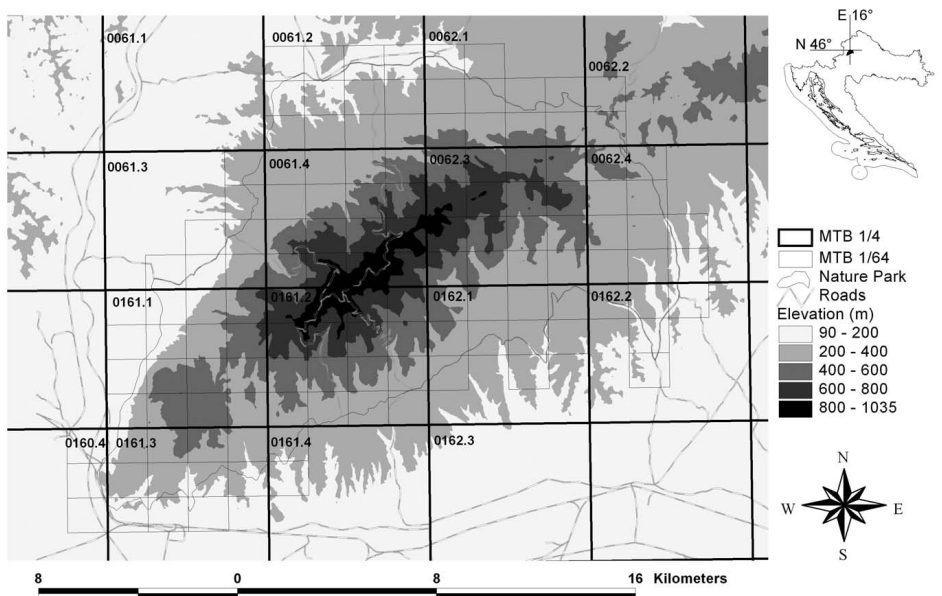 0061.1
0061.2
0062.1
0062.2
0061.3
0061.4
0062.3
0062.4
0161.1
0161.2
0162.1
0162.2
0160.4
0161.3
0161.4
0162.3
E 16°
N 46°
MTB 1/4
MTB 1/64
Nature Park
Roads
Elevation (m)
90 - 200
200 - 400
400 - 600
600 - 800
800 - 1035
N
W
E
S
8
0
8
16
Kilometers